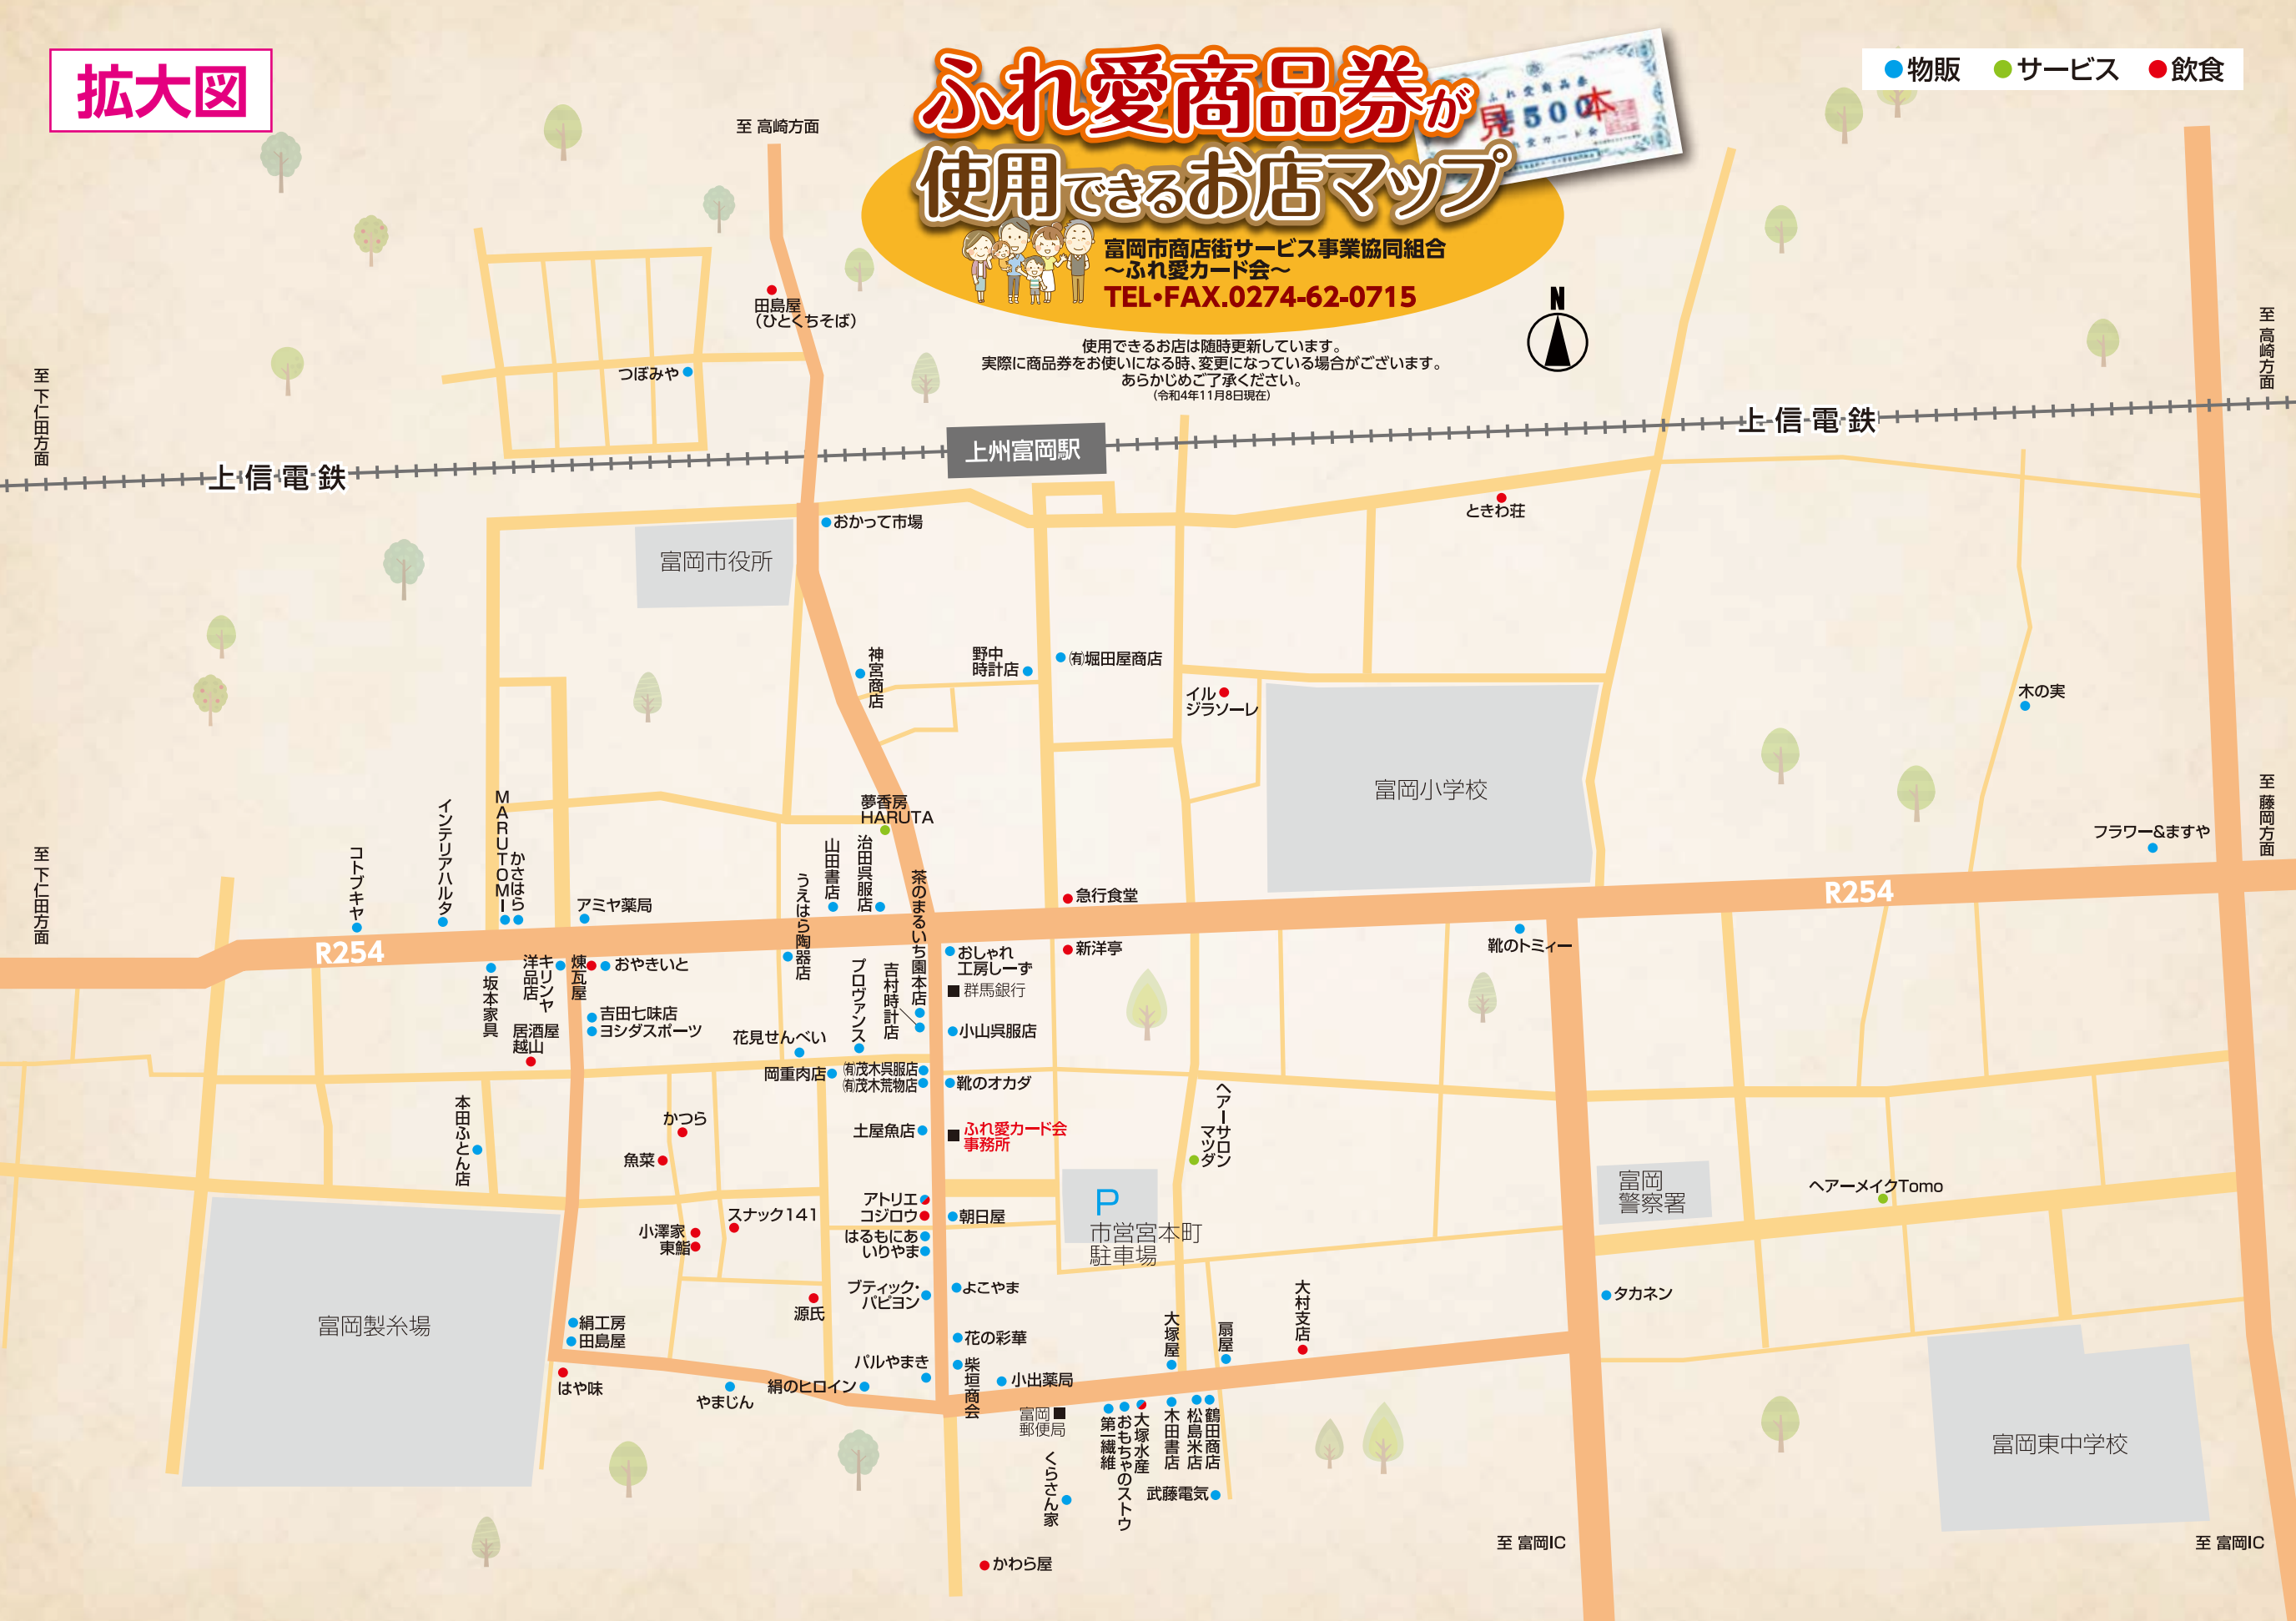 拡大図
ふれ愛商品券が
使用できるお店マップ
ふれ愛商品券
500
見本
富岡市商店街サービス事業協同組合
〜ふれ愛カード会〜
TEL•FAX.0274-62-0715
使用できるお店は随時更新しています。
実際に商品券をお使いになる時、変更になっている場合がございます。
あらかじめご了承ください。
(令和4年11月8日現在)
物販
サービス
飲食
N
至 高崎方面
田島屋
(ひとくちそば)
つぼみや
至 下仁田方面
上信電鉄
上州富岡駅
上信電鉄
至 高崎方面
おかって市場
富岡市役所
ときわ荘
神宮商店
野中
時計店
㈲堀田屋商店
イル
ジラソーレ
富岡小学校
木の実
至 藤岡方面
フラワー&ますや
至 下仁田方面
コトブキヤ
インテリアハルタ
MARUTOMI
かさはら
アミヤ薬局
うえはら陶器店
山田書店
治田呉服店
夢香房
HARUTA
茶のまるいち園本店
急行食堂
R254
R254
坂本家具
キリンヤ
洋品店
煉瓦屋
おやきいと
吉田七味店
ヨシダスポーツ
居酒屋
越山
花見せんべい
プロヴァンス
吉村時計店
おしゃれ
工房しーず
群馬銀行
小山呉服店
新洋亭
靴のトミィー
岡重肉店
㈲茂木呉服店
㈲茂木荒物店
靴のオカダ
本田ふとん店
かつら
魚菜
土屋魚店
ふれ愛カード会
事務所
ヘアーサロン
マツダ
アトリエ
コジロウ
朝日屋
はるもにあ
いりやま
スナック141
小澤家
東鮨
P
市営宮本町
駐車場
富岡
警察署
ヘアーメイクTomo
ブティック・
パピヨン
よこやま
源氏
富岡製糸場
絹工房
田島屋
はや味
やまじん
絹のヒロイン
パルやまき
花の彩華
柴垣商会
小出薬局
富岡
郵便局
大塚屋
扇屋
大村支店
タカネン
第一繊維
おもちゃのストウ
大塚水産
木田書店
松島米店
鶴田商店
武藤電気
くらさん家
かわら屋
富岡東中学校
至 富岡IC
至 富岡IC